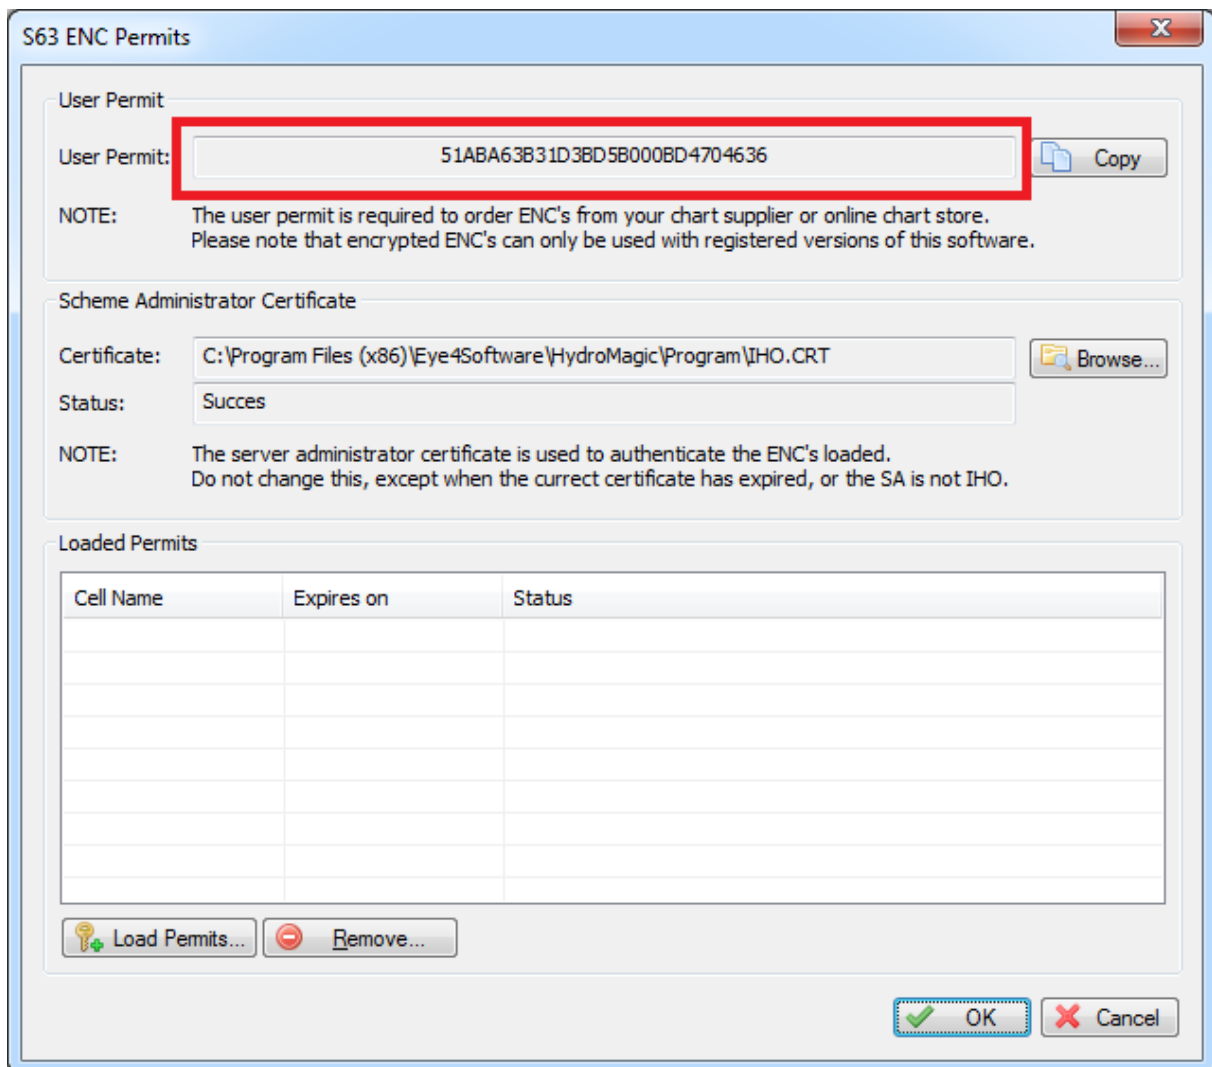 S63 ENC Permits
User Permit
User Permit: 51ABA63B31D3BD5B000BD4704636 Copy
NOTE: The user permit is required to order ENC's from your chart supplier or online chart store.
Please note that encrypted ENC's can only be used with registered versions of this software.
Scheme Administrator Certificate
Certificate: C:\Program Files (x86)\Eye4Software\HydroMagic\Program\IHO.CRT Browse...
Status: Succes
NOTE: The server administrator certificate is used to authenticate the ENC's loaded.
Do not change this, except when the currect certificate has expired, or the SA is not IHO.
Loaded Permits
Cell Name Expires on Status
Load Permits... Remove...
OK Cancel